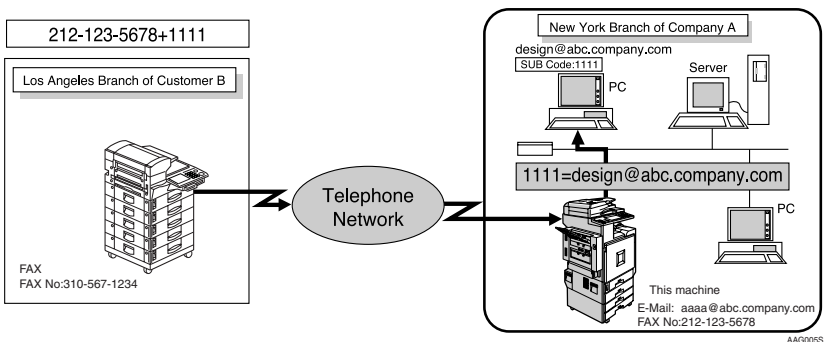 212-123-5678+1111
Los Angeles Branch of Customer B
FAX
FAX No:310-567-1234
Telephone
Network
New York Branch of Company A
design@abc.company.com
SUB Code:1111
PC
Server
1111=design@abc.company.com
PC
This machine
E-Mail: aaaa@abc.company.com
FAX No:212-123-5678
AAG005S